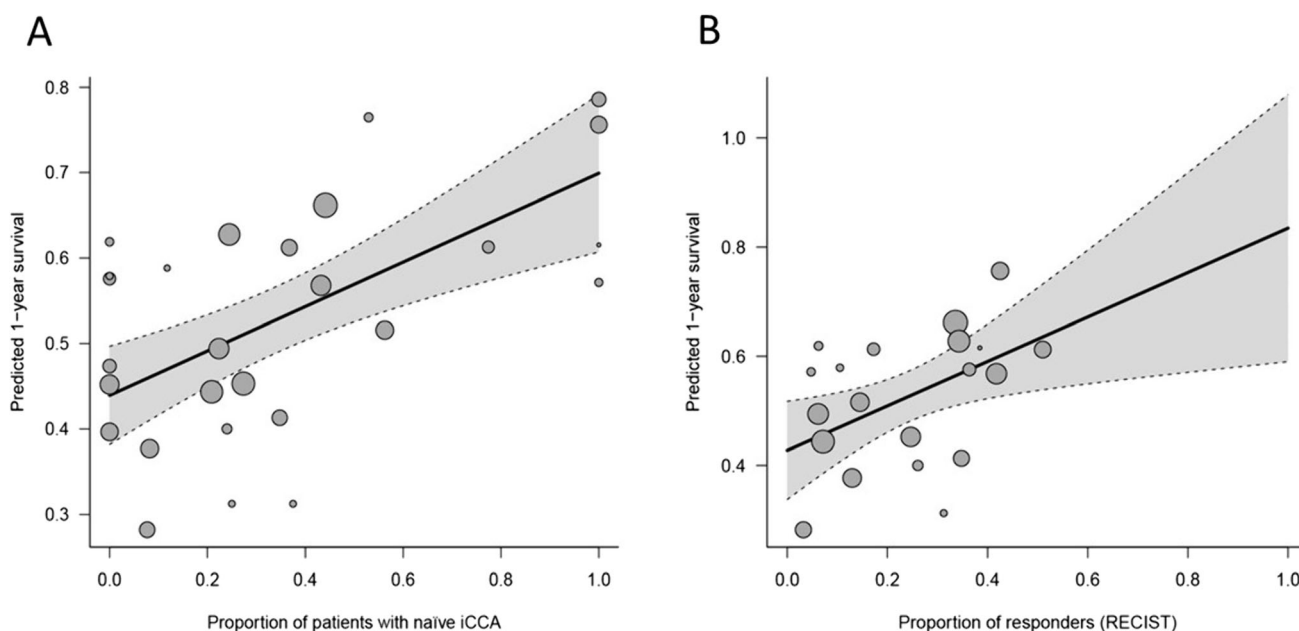 A
B
0.8
0.7
0.6
0.5
0.4
0.3
Predicted 1−year survival
0.0 0.2 0.4 0.6 0.8 1.0
Proportion of patients with naïve iCCA
1.0
0.8
0.6
0.4
Predicted 1−year survival
0.0 0.2 0.4 0.6 0.8 1.0
Proportion of responders (RECIST)